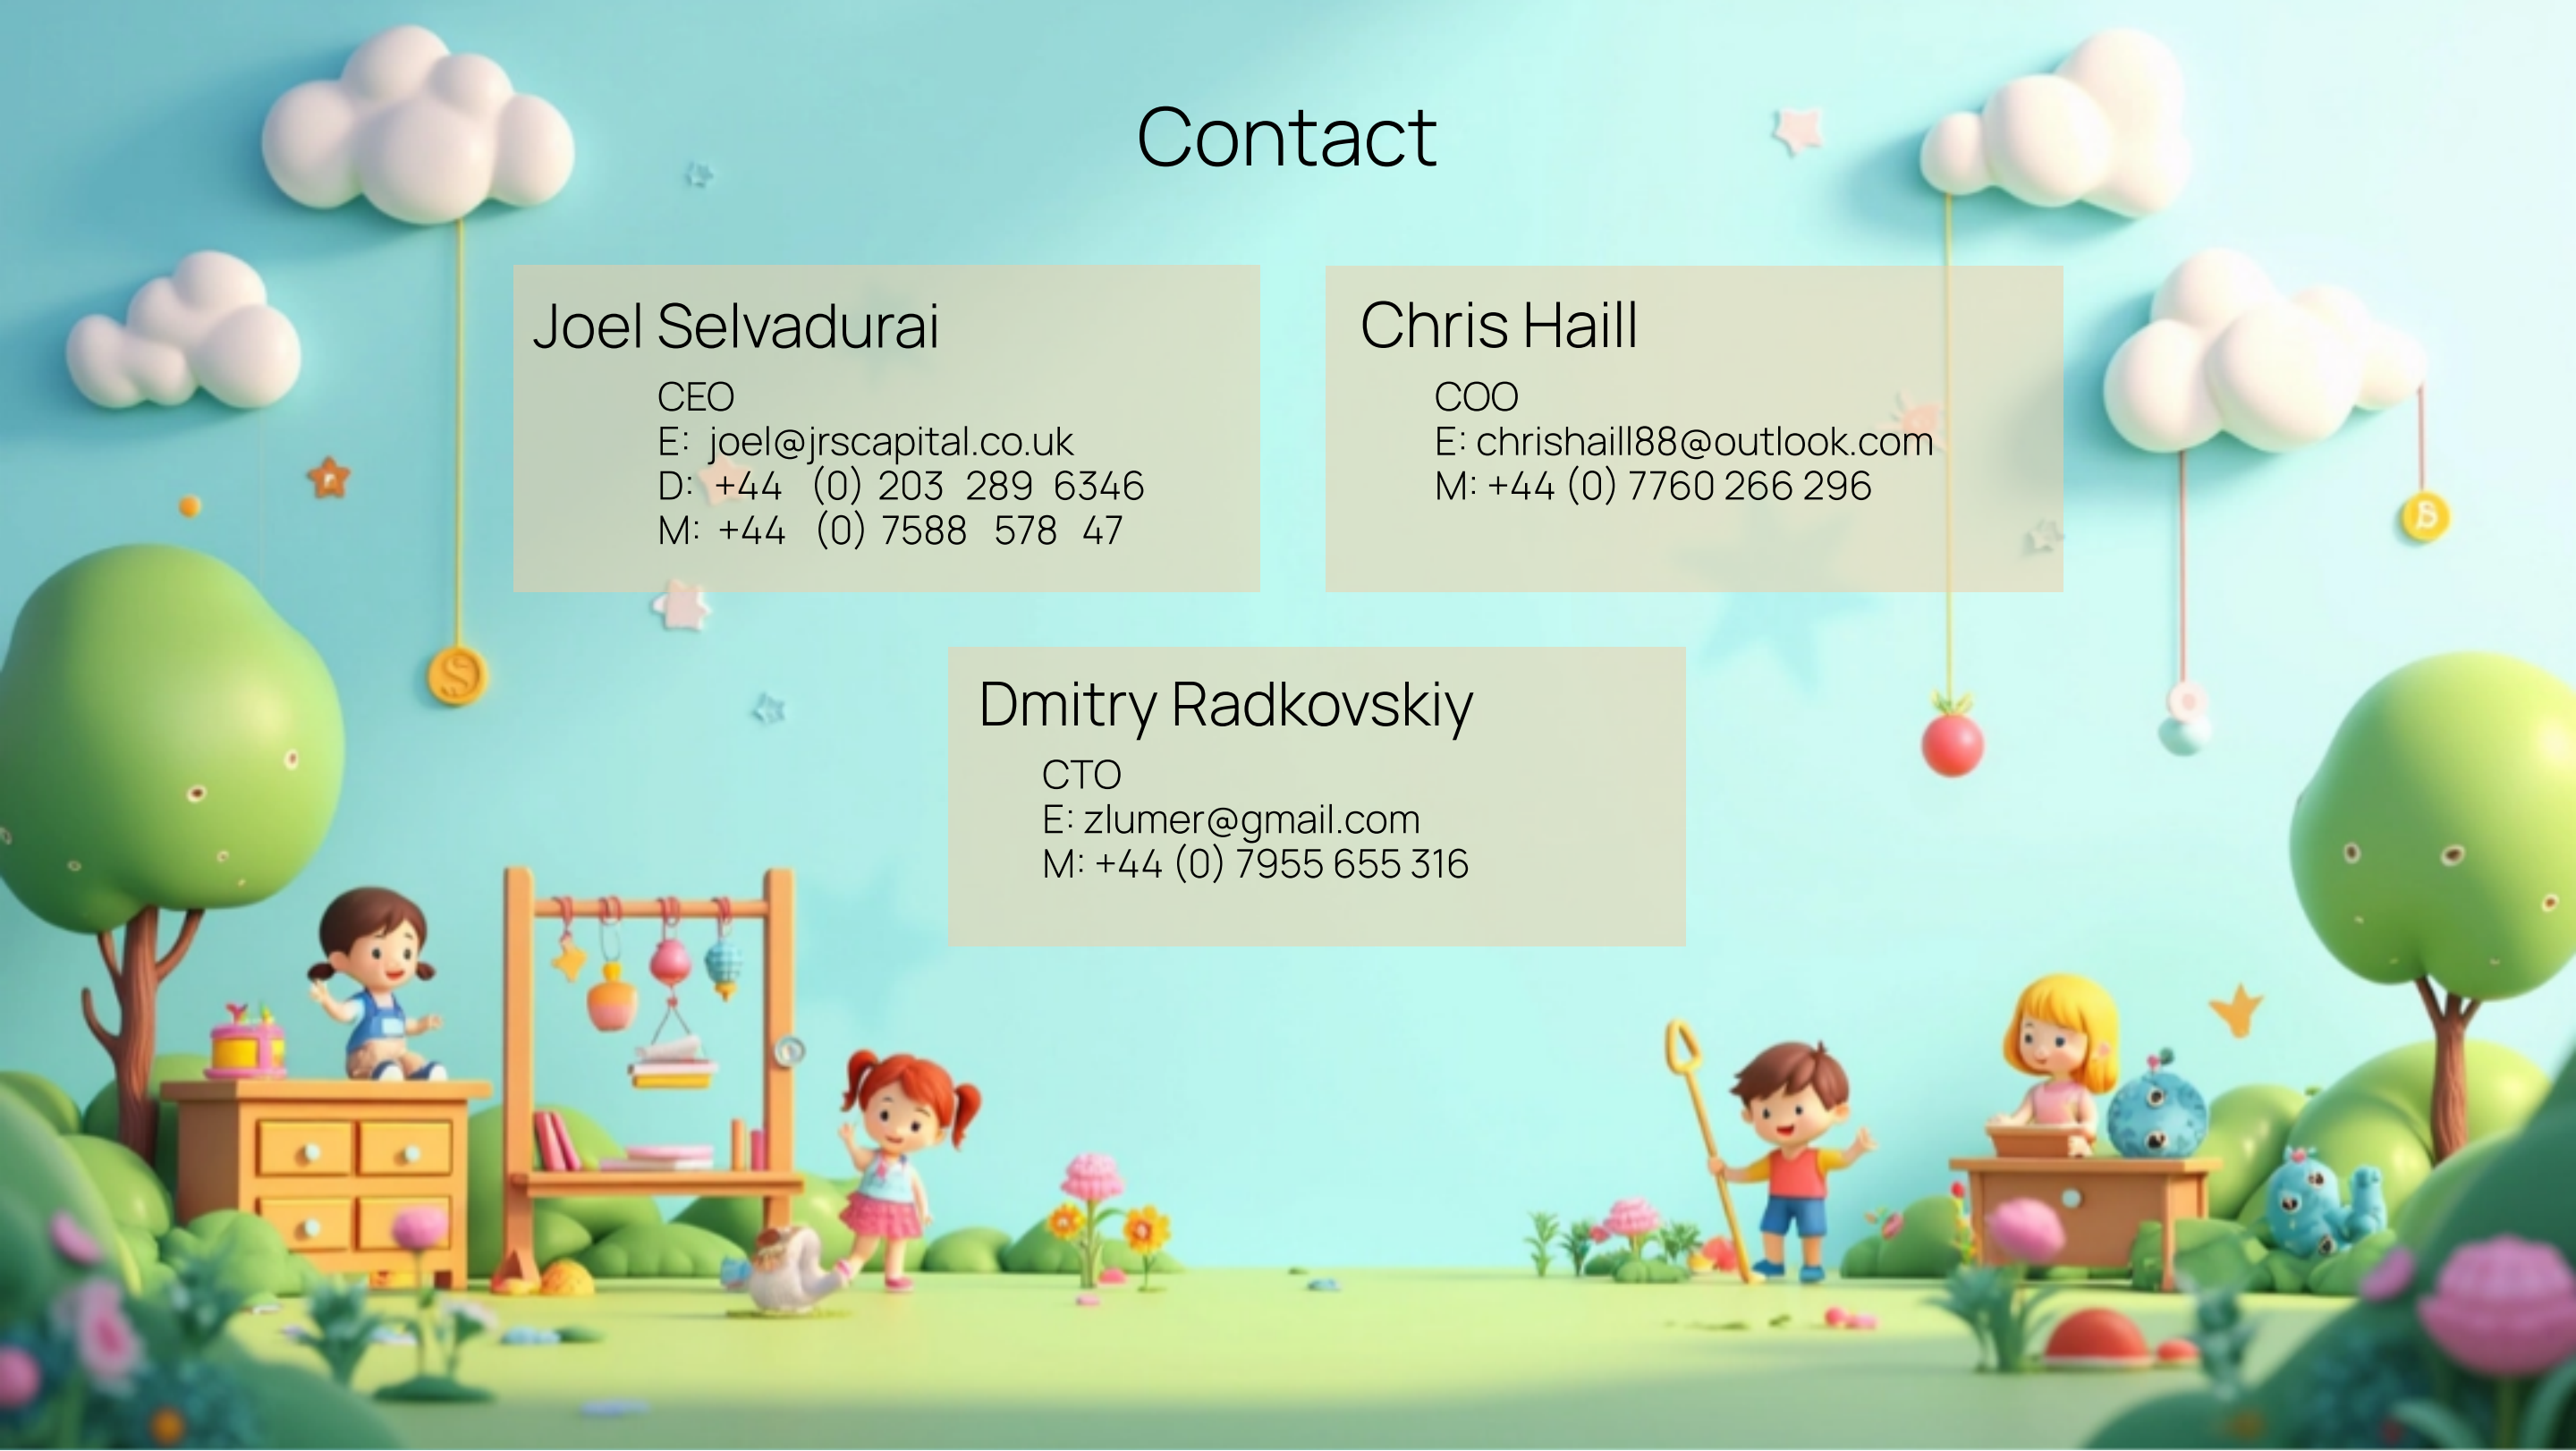 Contact
Joel Selvadurai
CEO
E: joel@jrscapital.co.uk
D: +44 (0) 203 289 6346
M: +44 (0) 7588 578 47
Chris Haill
COO
E: chrishaill88@outlook.com
M: +44 (0) 7760 266 296
Dmitry Radkovskiy
CTO
E: zlumer@gmail.com
M: +44 (0) 7955 655 316